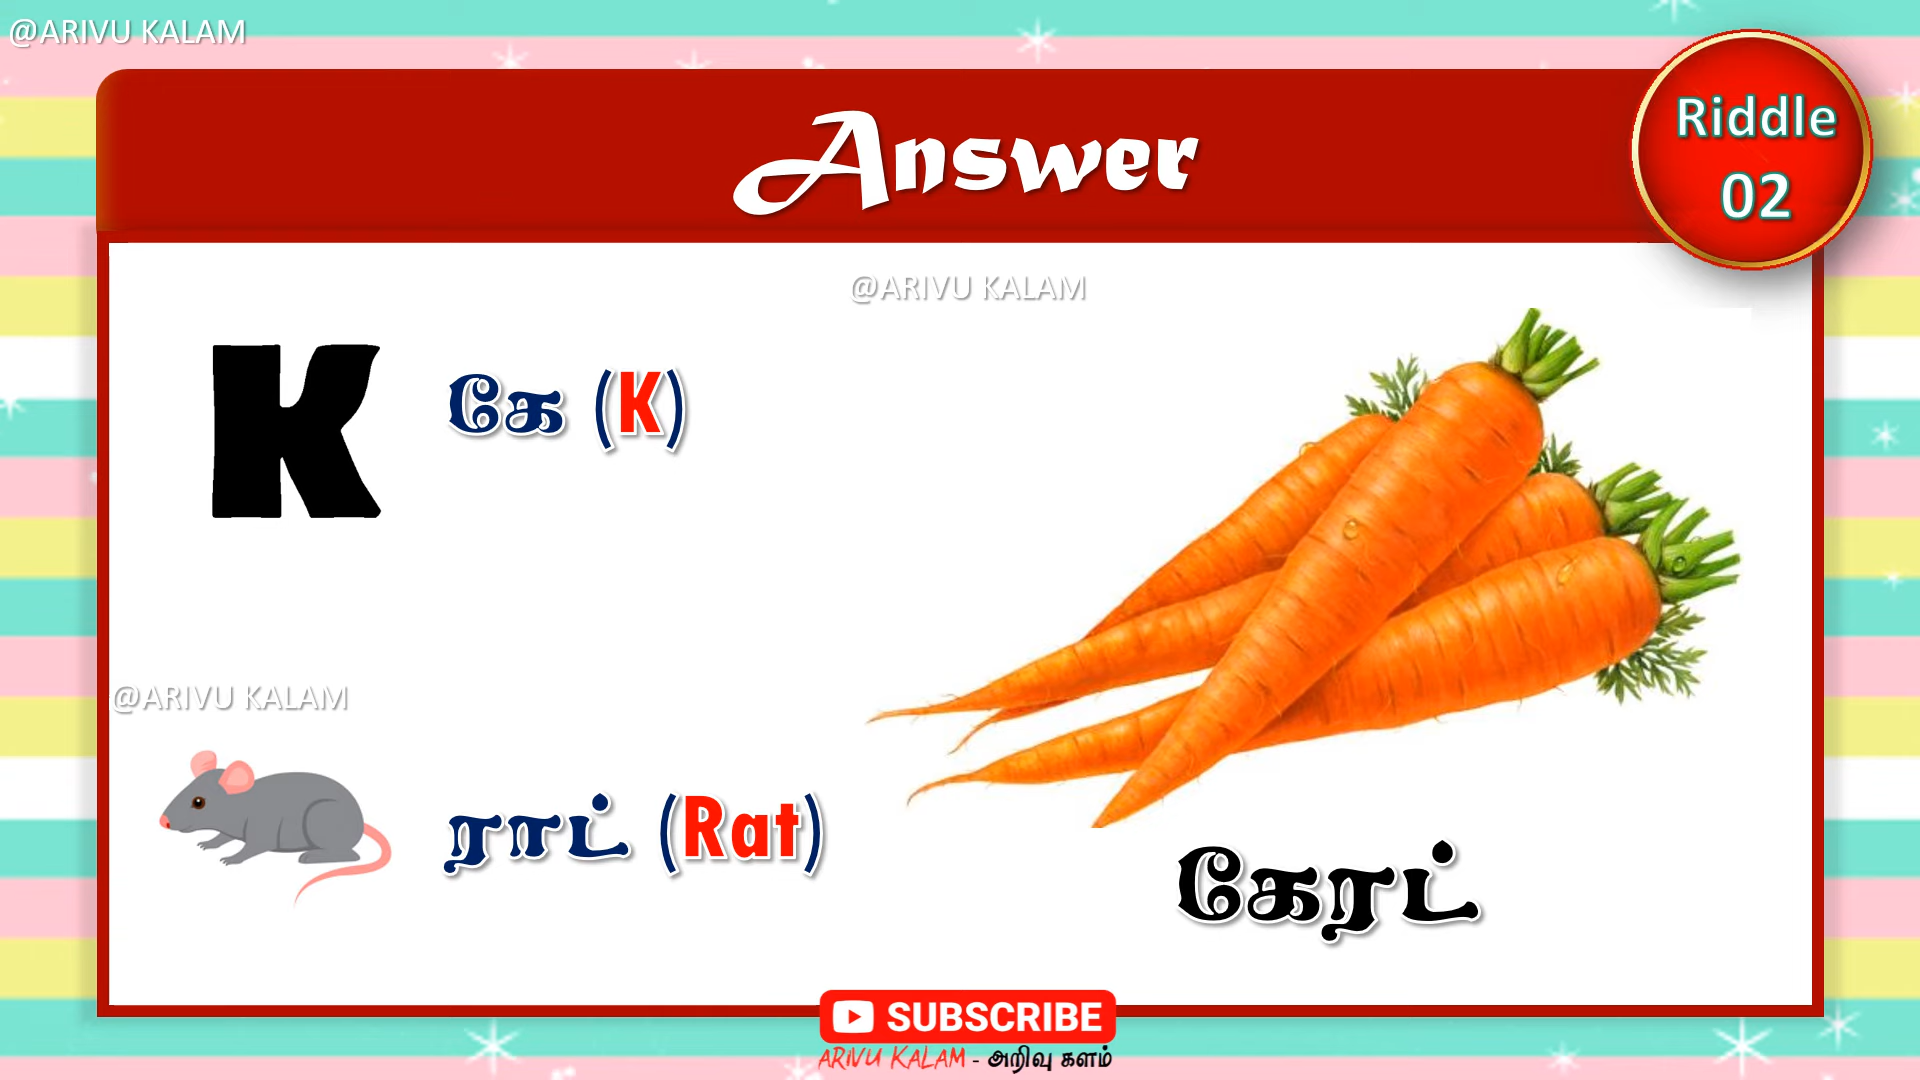 @ARIVU KALAM
Answer
Riddle
02
@ARIVU KALAM
K
கே (K)
@ARIVU KALAM
ராட் (Rat)
கேரட்
SUBSCRIBE
ARIVU KALAM - அறிவு களம்